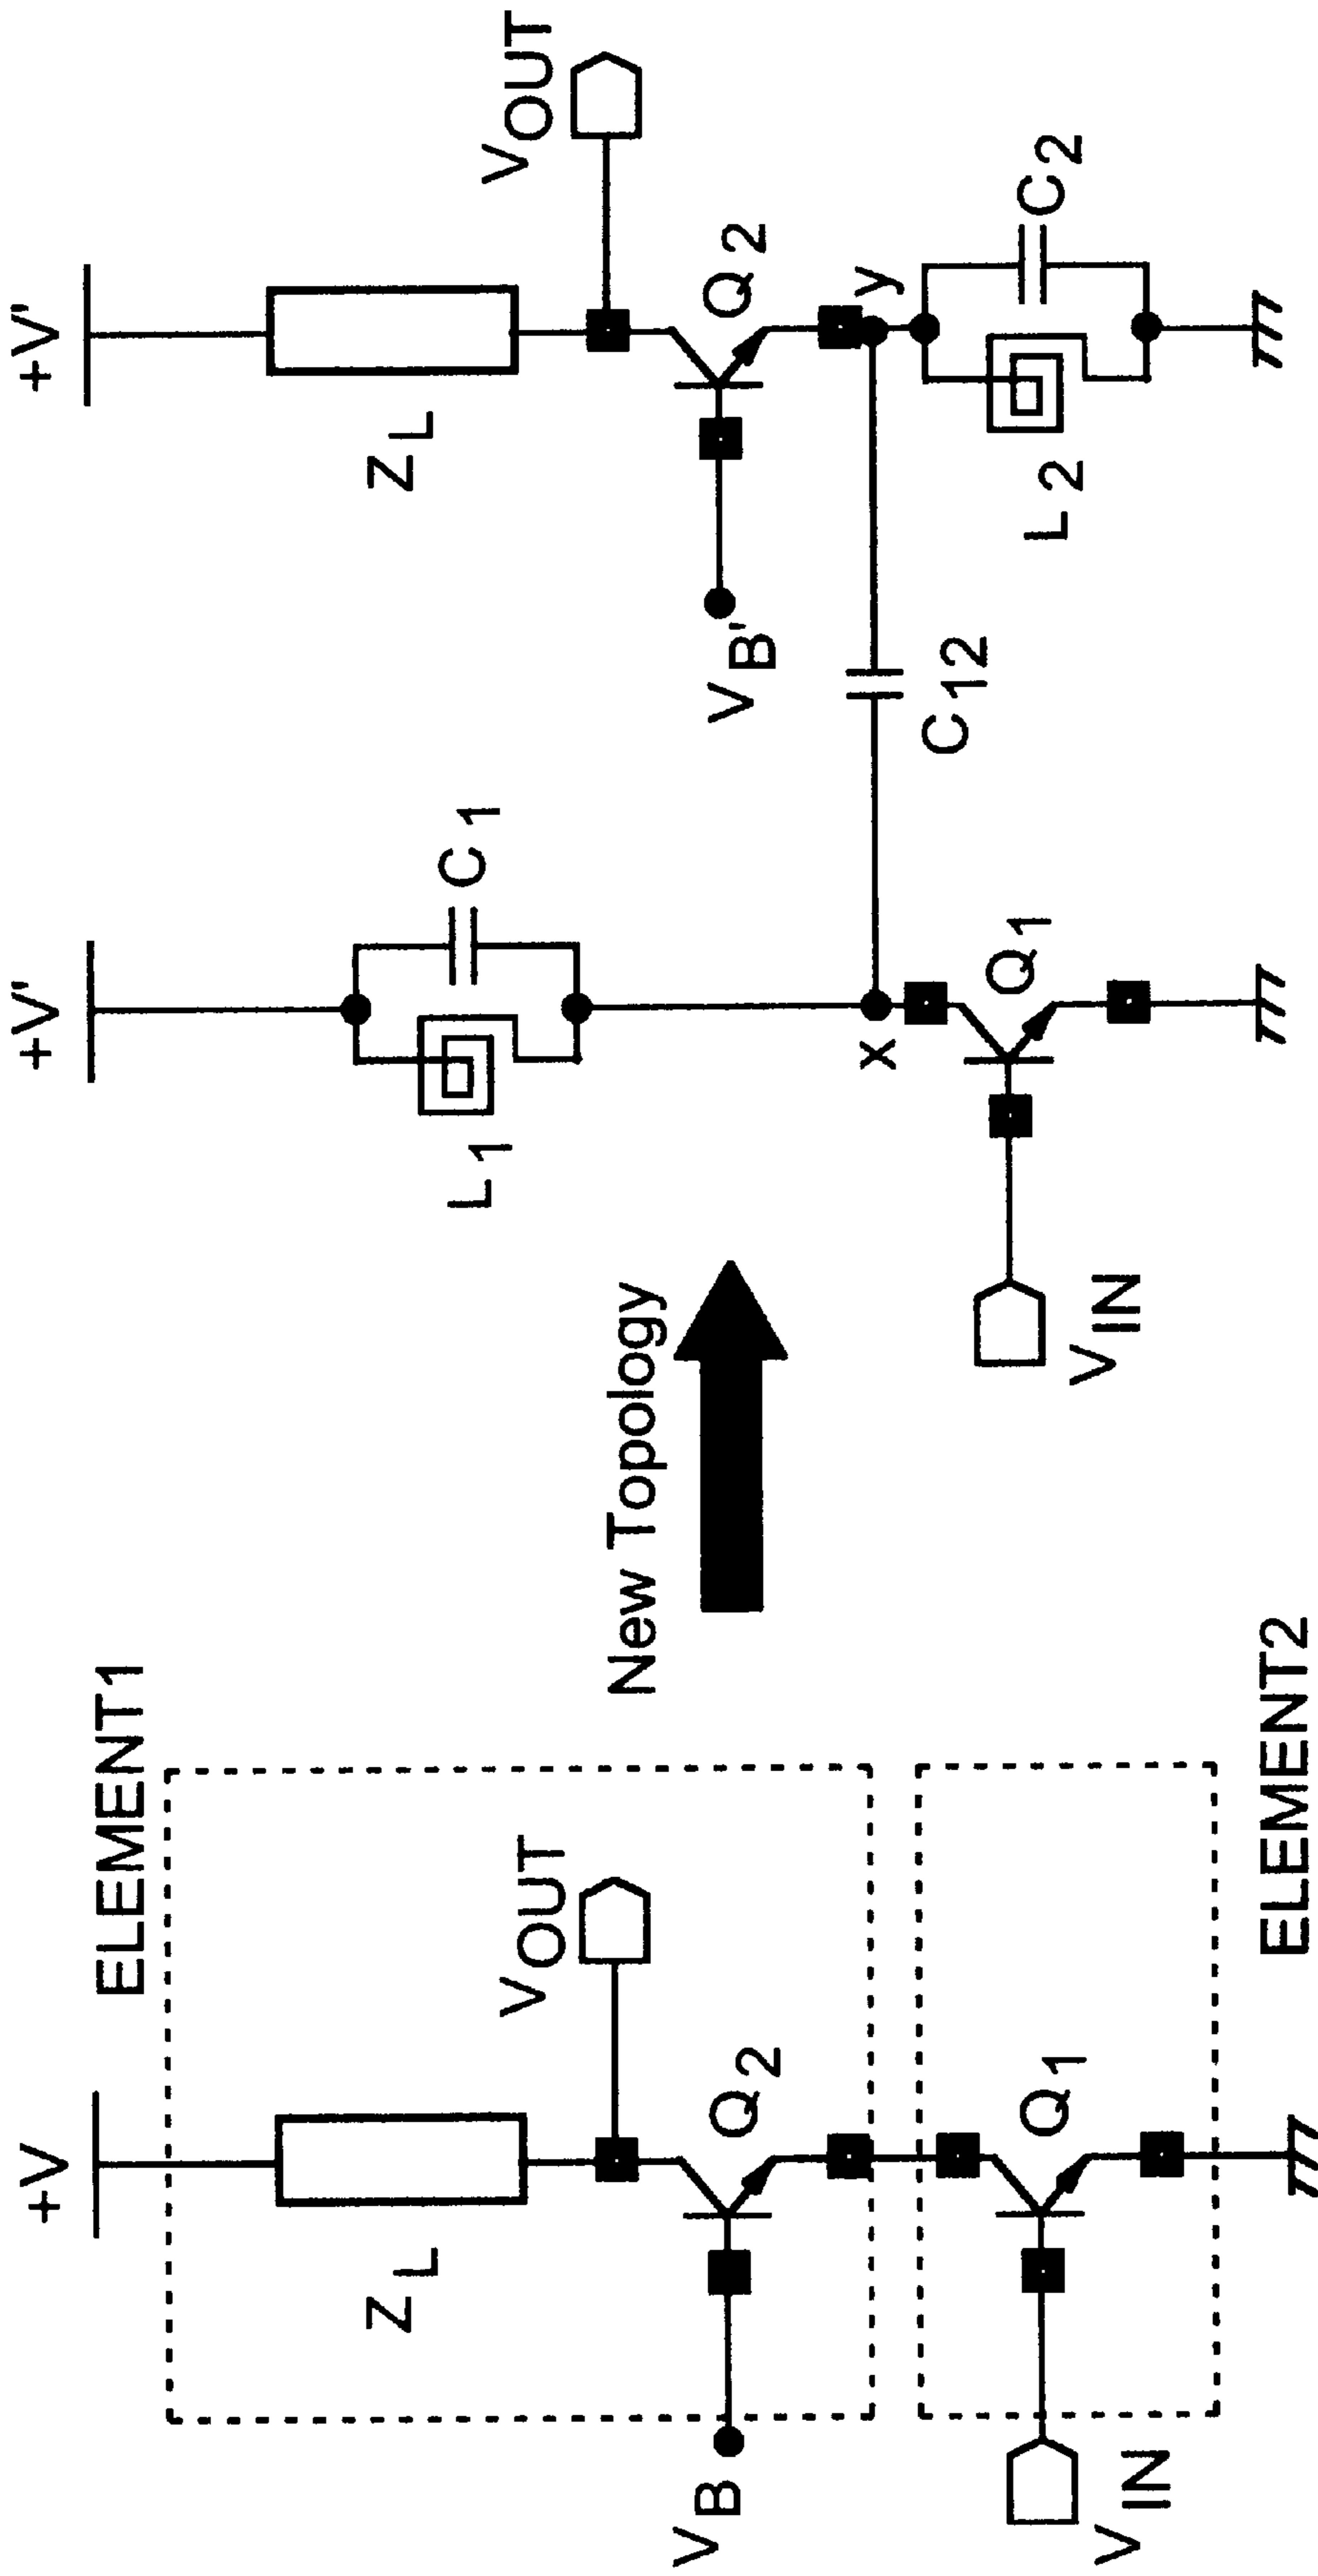 +V
ELEMENT1
Z L
V OUT
Q 2
V B
Q 1
V IN
ELEMENT2
New Topology
+V'
L 1
C 1
x
Q 1
V IN
C 12
+V'
Z L
V OUT
Q 2
V B'
y
L 2
C 2